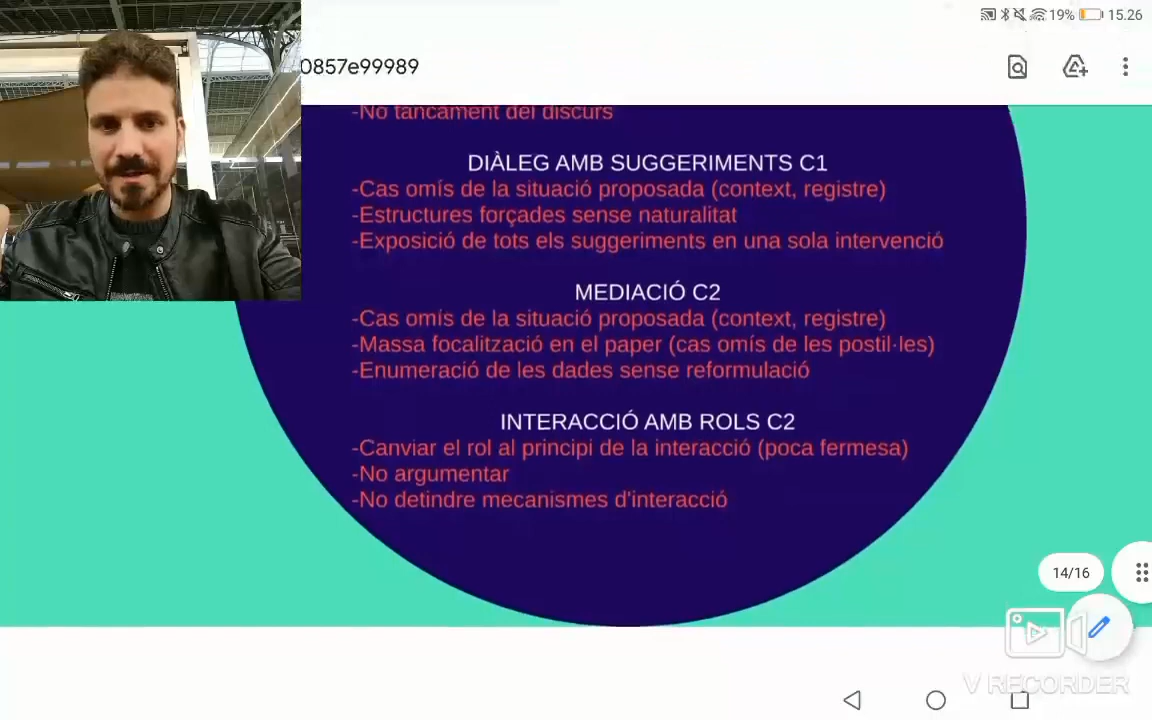 19% 15.26
0857e99989
-No tancament del discurs
DIÀLEG AMB SUGGERIMENTS C1
-Cas omís de la situació proposada (context, registre)
-Estructures forçades sense naturalitat
-Exposició de tots els suggeriments en una sola intervenció
MEDIACIÓ C2
-Cas omís de la situació proposada (context, registre)
-Massa focalització en el paper (cas omís de les postil·les)
-Enumeració de les dades sense reformulació
INTERACCIÓ AMB ROLS C2
-Canviar el rol al principi de la interacció (poca fermesa)
-No argumentar
-No detindre mecanismes d'interacció
14/16
V RECORDER